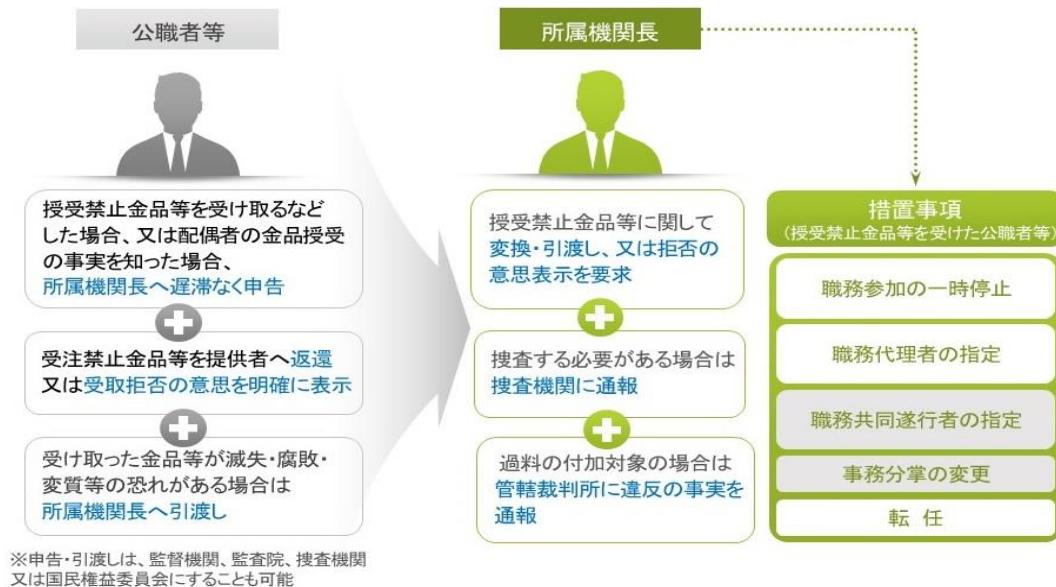 公職者等
授受禁止金品等を受け取るなど
した場合、又は配偶者の金品授受
の事実を知った場合、
所属機関長へ遅滞なく申告
受注禁止金品等を提供者へ返還
又は受取拒否の意思を明確に表示
受け取った金品等が滅失・腐敗・
変質等の恐れがある場合は
所属機関長へ引渡し
※申告・引渡しは、監督機関、監査院、捜査機関
又は国民権益委員会にすることも可能
所属機関長
授受禁止金品等に関して
変換・引渡し、又は拒否の
意思表示を要求
捜査する必要がある場合は
捜査機関に通報
過料の付加対象の場合は
管轄裁判所に違反の事実を
通報
措置事項
(授受禁止金品等を受けた公職者等)
職務参加の一時停止
職務代理者の指定
職務共同遂行者の指定
事務分掌の変更
転 任